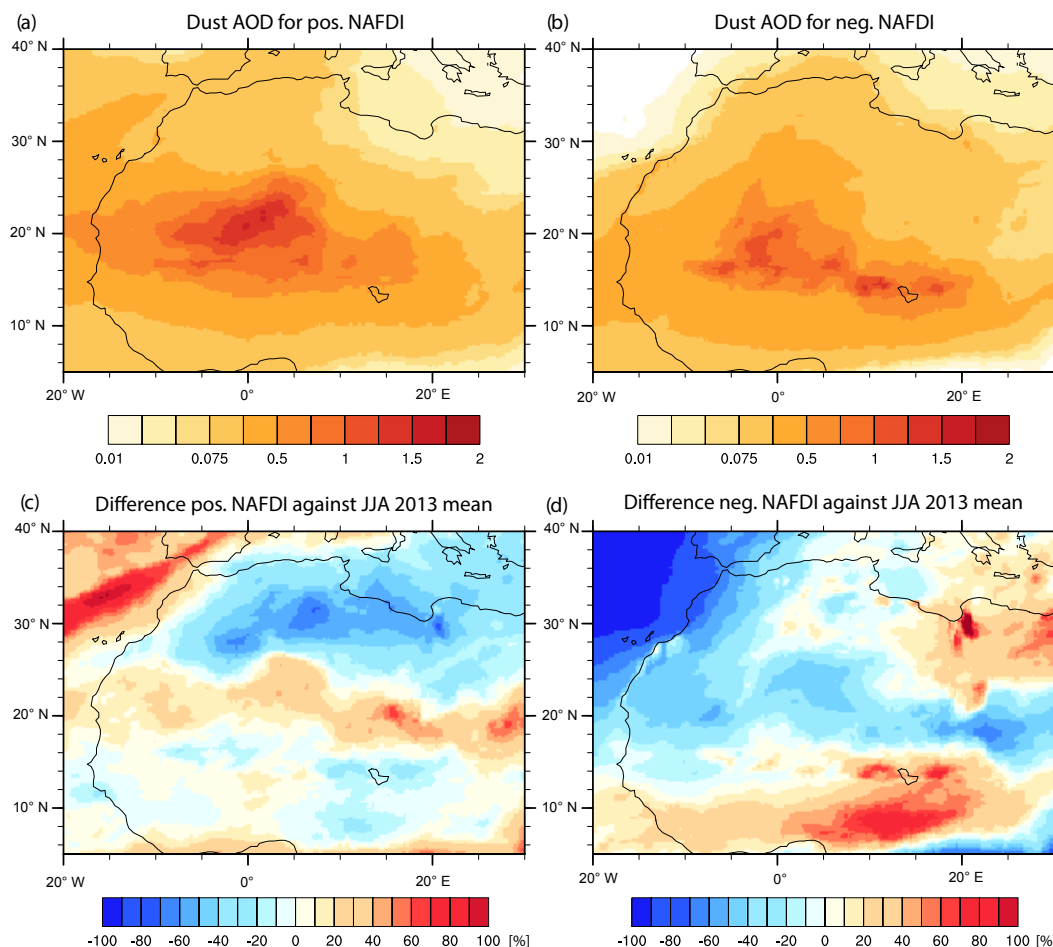 (a) Dust AOD for pos. NAFDI
(b) Dust AOD for neg. NAFDI
40° N
30° N
20° N
10° N
20° W 0° 20° E
0.01 0.075 0.5 1 1.5 2
40° N
30° N
20° N
10° N
20° W 0° 20° E
0.01 0.075 0.5 1 1.5 2
(c) Difference pos. NAFDI against JJA 2013 mean
(d) Difference neg. NAFDI against JJA 2013 mean
40° N
30° N
20° N
10° N
20° W 0° 20° E
-100 -80 -60 -40 -20 0 20 40 60 80 100 [%]
40° N
30° N
20° N
10° N
20° W 0° 20° E
-100 -80 -60 -40 -20 0 20 40 60 80 100 [%]